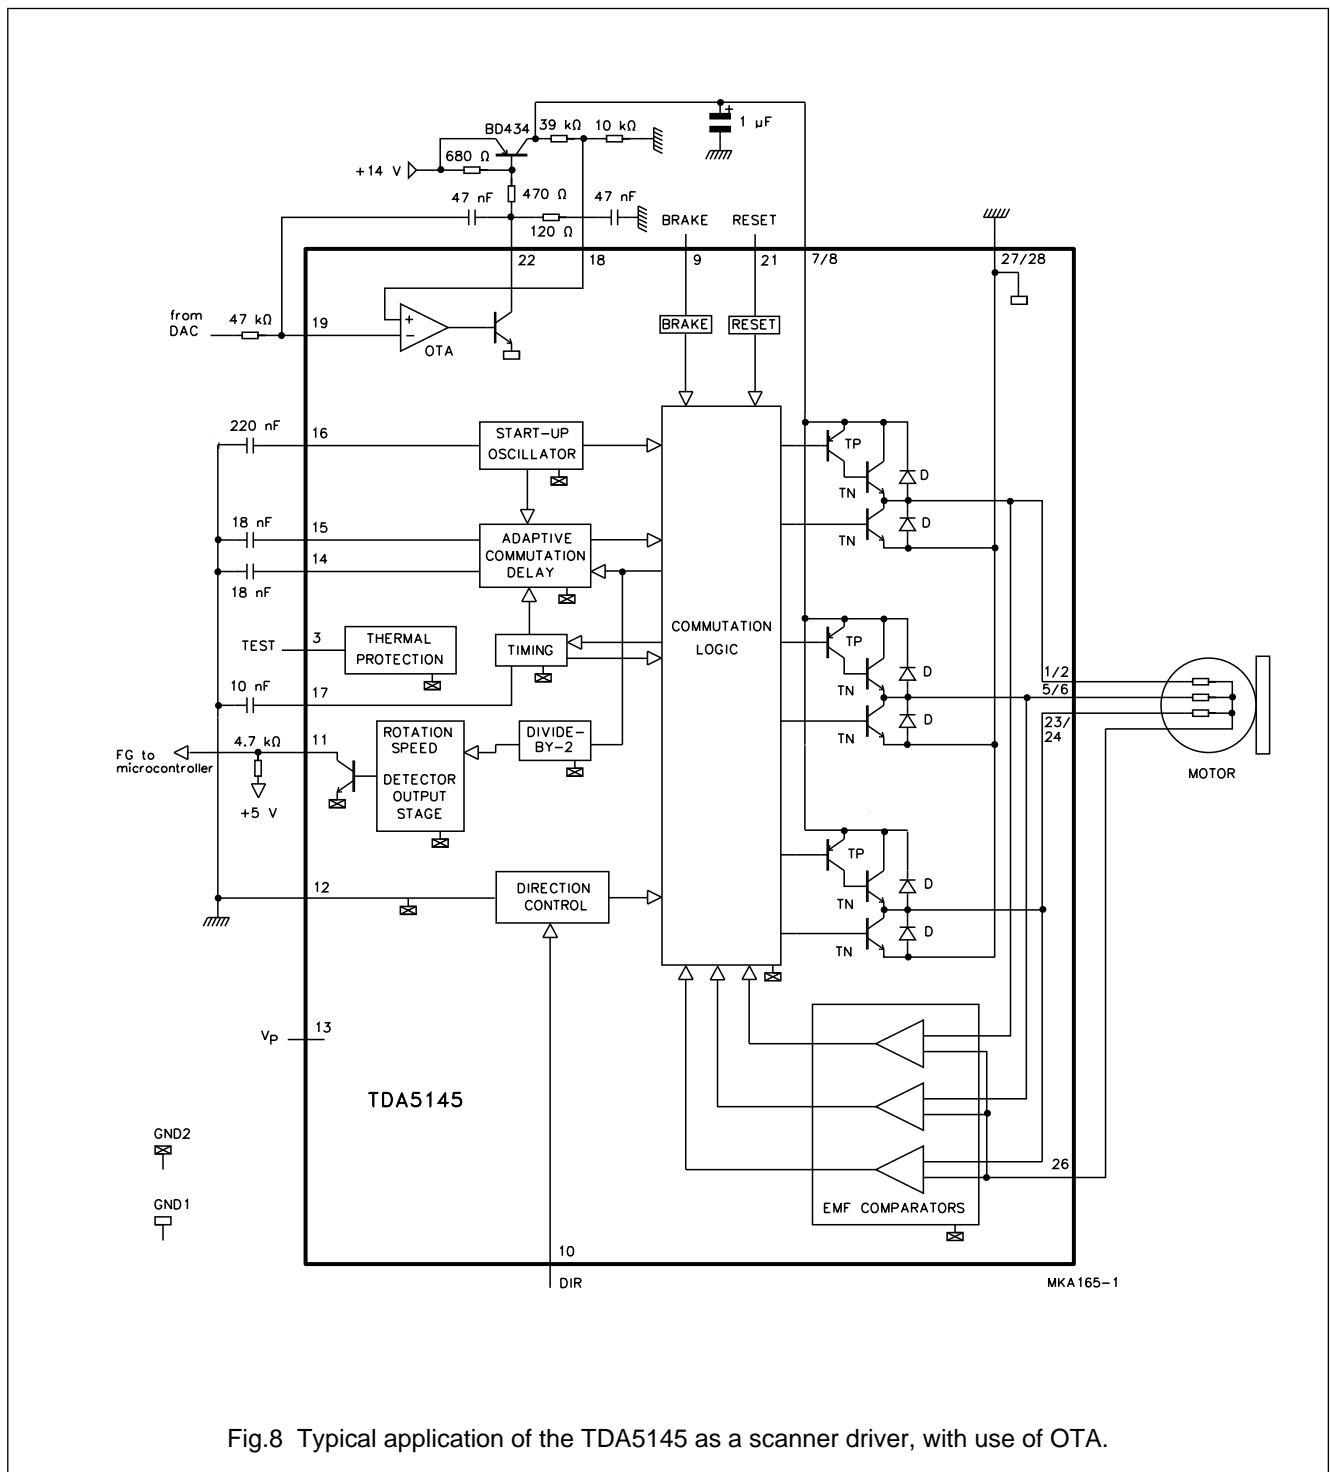 BD434
39 kΩ
10 kΩ
+
1 µF
680 Ω
+14 V
470 Ω
47 nF
47 nF
120 Ω
BRAKE
RESET
22
18
9
21
7/8
27/28
from
DAC
47 kΩ
19
+
−
OTA
BRAKE
RESET
220 nF
16
START-UP
OSCILLATOR
TP
TN
D
TN
D
18 nF
15
14
18 nF
ADAPTIVE
COMMUTATION
DELAY
COMMUTATION
LOGIC
TEST
3
THERMAL
PROTECTION
TIMING
TP
TN
D
TN
D
10 nF
17
1/2
5/6
23/
24
MOTOR
FG to
microcontroller
4.7 kΩ
11
+5 V
ROTATION
SPEED
DETECTOR
OUTPUT
STAGE
DIVIDE-
BY-2
TP
TN
D
TN
D
12
DIRECTION
CONTROL
VP
13
TDA5145
GND2
GND1
26
EMF COMPARATORS
10
DIR
MKA165-1
Fig.8 Typical application of the TDA5145 as a scanner driver, with use of OTA.